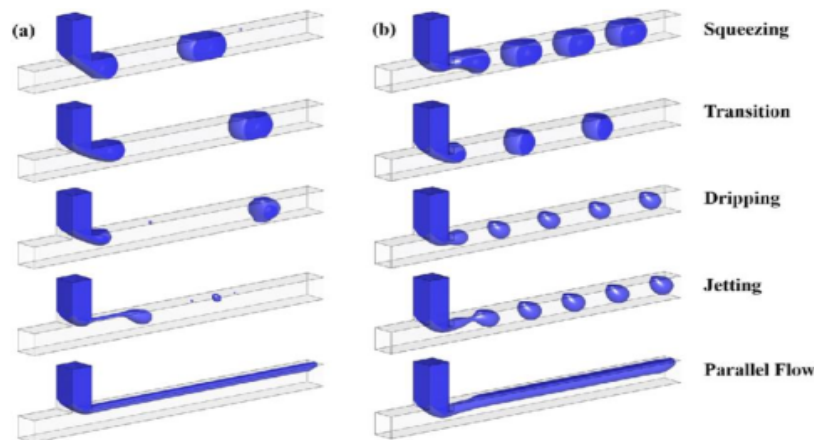 (a)
(b)
Squeezing
Transition
Dripping
Jetting
Parallel Flow